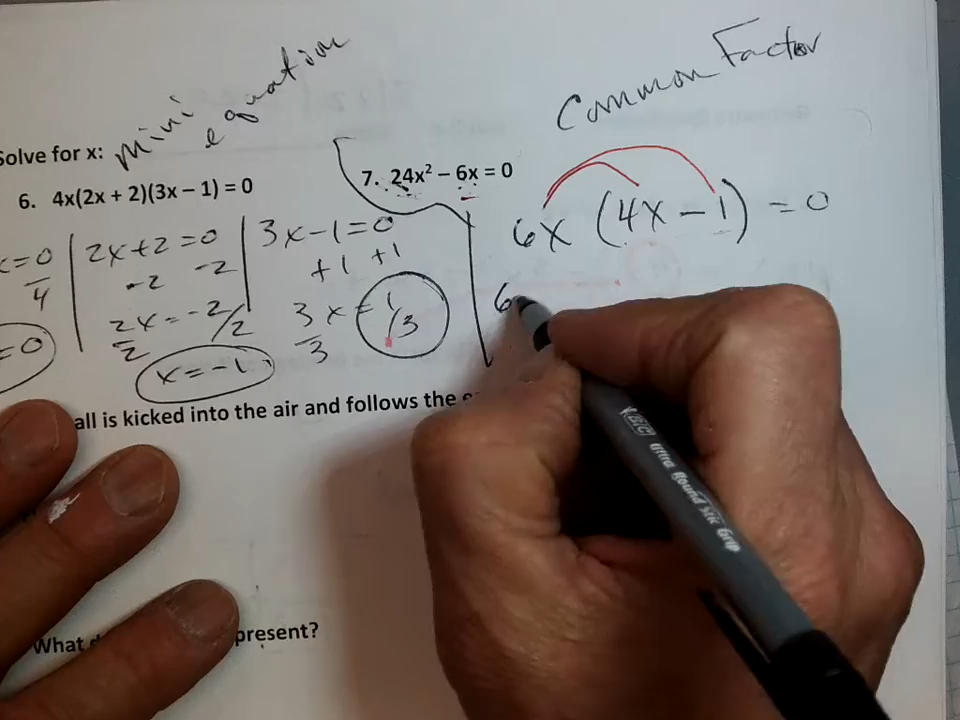 mini
equation
Common Factor
Solve for x:
6. 4x(2x + 2)(3x − 1) = 0
7. 24x² − 6x = 0
6x (4x − 1) = 0
x = 0
4
= 0
2x + 2 = 0
-2 -2
2x = -2/2
2
x = -1
3x − 1 = 0
+1 +1
3x = 1/3
3
6
all is kicked into the air and follows the
What
present?
BIC Ultra Round Stic Grip